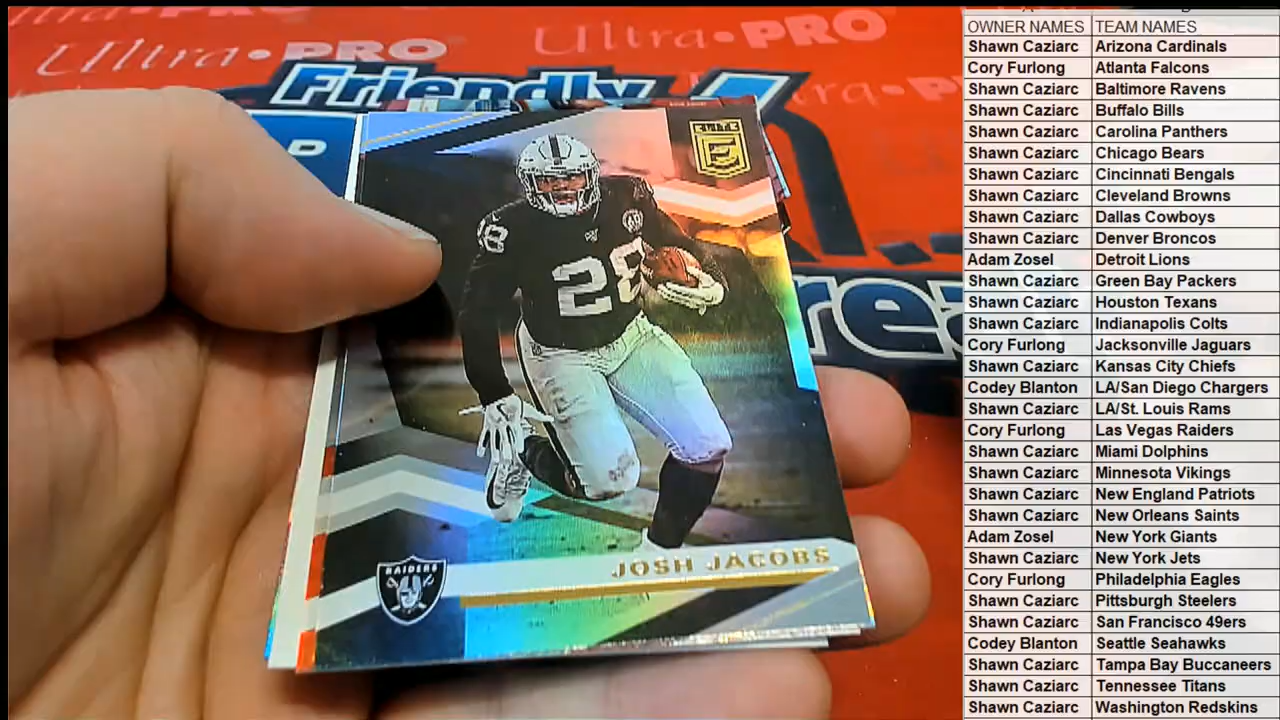 Ultra•PRO
Ultra•PRO
Friendly
ELITE
E
28
28
JOSH JACOBS
RAIDERS
OWNER NAMES TEAM NAMES
Shawn Caziarc Arizona Cardinals
Cory Furlong Atlanta Falcons
Shawn Caziarc Baltimore Ravens
Shawn Caziarc Buffalo Bills
Shawn Caziarc Carolina Panthers
Shawn Caziarc Chicago Bears
Shawn Caziarc Cincinnati Bengals
Shawn Caziarc Cleveland Browns
Shawn Caziarc Dallas Cowboys
Shawn Caziarc Denver Broncos
Adam Zosel Detroit Lions
Shawn Caziarc Green Bay Packers
Shawn Caziarc Houston Texans
Shawn Caziarc Indianapolis Colts
Cory Furlong Jacksonville Jaguars
Shawn Caziarc Kansas City Chiefs
Codey Blanton LA/San Diego Chargers
Shawn Caziarc LA/St. Louis Rams
Cory Furlong Las Vegas Raiders
Shawn Caziarc Miami Dolphins
Shawn Caziarc Minnesota Vikings
Shawn Caziarc New England Patriots
Shawn Caziarc New Orleans Saints
Adam Zosel New York Giants
Shawn Caziarc New York Jets
Cory Furlong Philadelphia Eagles
Shawn Caziarc Pittsburgh Steelers
Shawn Caziarc San Francisco 49ers
Codey Blanton Seattle Seahawks
Shawn Caziarc Tampa Bay Buccaneers
Shawn Caziarc Tennessee Titans
Shawn Caziarc Washington Redskins